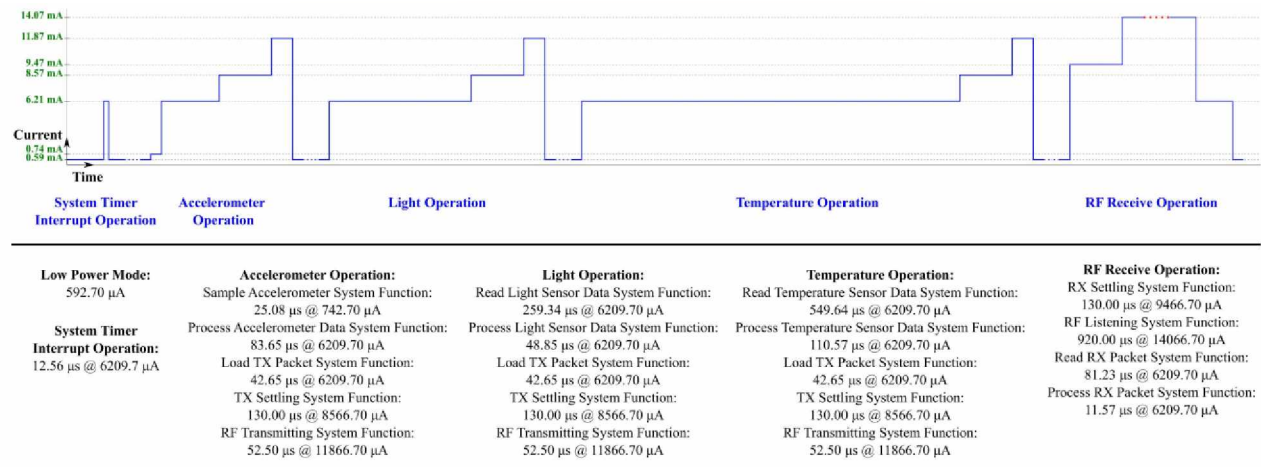 14.07 mA
11.87 mA
9.47 mA
8.57 mA
6.21 mA
Current
0.74 mA
0.59 mA
Time
System Timer
Interrupt Operation
Accelerometer
Operation
Light Operation
Temperature Operation
RF Receive Operation
Low Power Mode:
592.70 µA
System Timer
Interrupt Operation:
12.56 µs @ 6209.7 µA
Accelerometer Operation:
Sample Accelerometer System Function:
25.08 µs @ 742.70 µA
Process Accelerometer Data System Function:
83.65 µs @ 6209.70 µA
Load TX Packet System Function:
42.65 µs @ 6209.70 µA
TX Settling System Function:
130.00 µs @ 8566.70 µA
RF Transmitting System Function:
52.50 µs @ 11866.70 µA
Light Operation:
Read Light Sensor Data System Function:
259.34 µs @ 6209.70 µA
Process Light Sensor Data System Function:
48.85 µs @ 6209.70 µA
Load TX Packet System Function:
42.65 µs @ 6209.70 µA
TX Settling System Function:
130.00 µs @ 8566.70 µA
RF Transmitting System Function:
52.50 µs @ 11866.70 µA
Temperature Operation:
Read Temperature Sensor Data System Function:
549.64 µs @ 6209.70 µA
Process Temperature Sensor Data System Function:
110.57 µs @ 6209.70 µA
Load TX Packet System Function:
42.65 µs @ 6209.70 µA
TX Settling System Function:
130.00 µs @ 8566.70 µA
RF Transmitting System Function:
52.50 µs @ 11866.70 µA
RF Receive Operation:
RX Settling System Function:
130.00 µs @ 9466.70 µA
RF Listening System Function:
920.00 µs @ 14066.70 µA
Read RX Packet System Function:
81.23 µs @ 6209.70 µA
Process RX Packet System Function:
11.57 µs @ 6209.70 µA